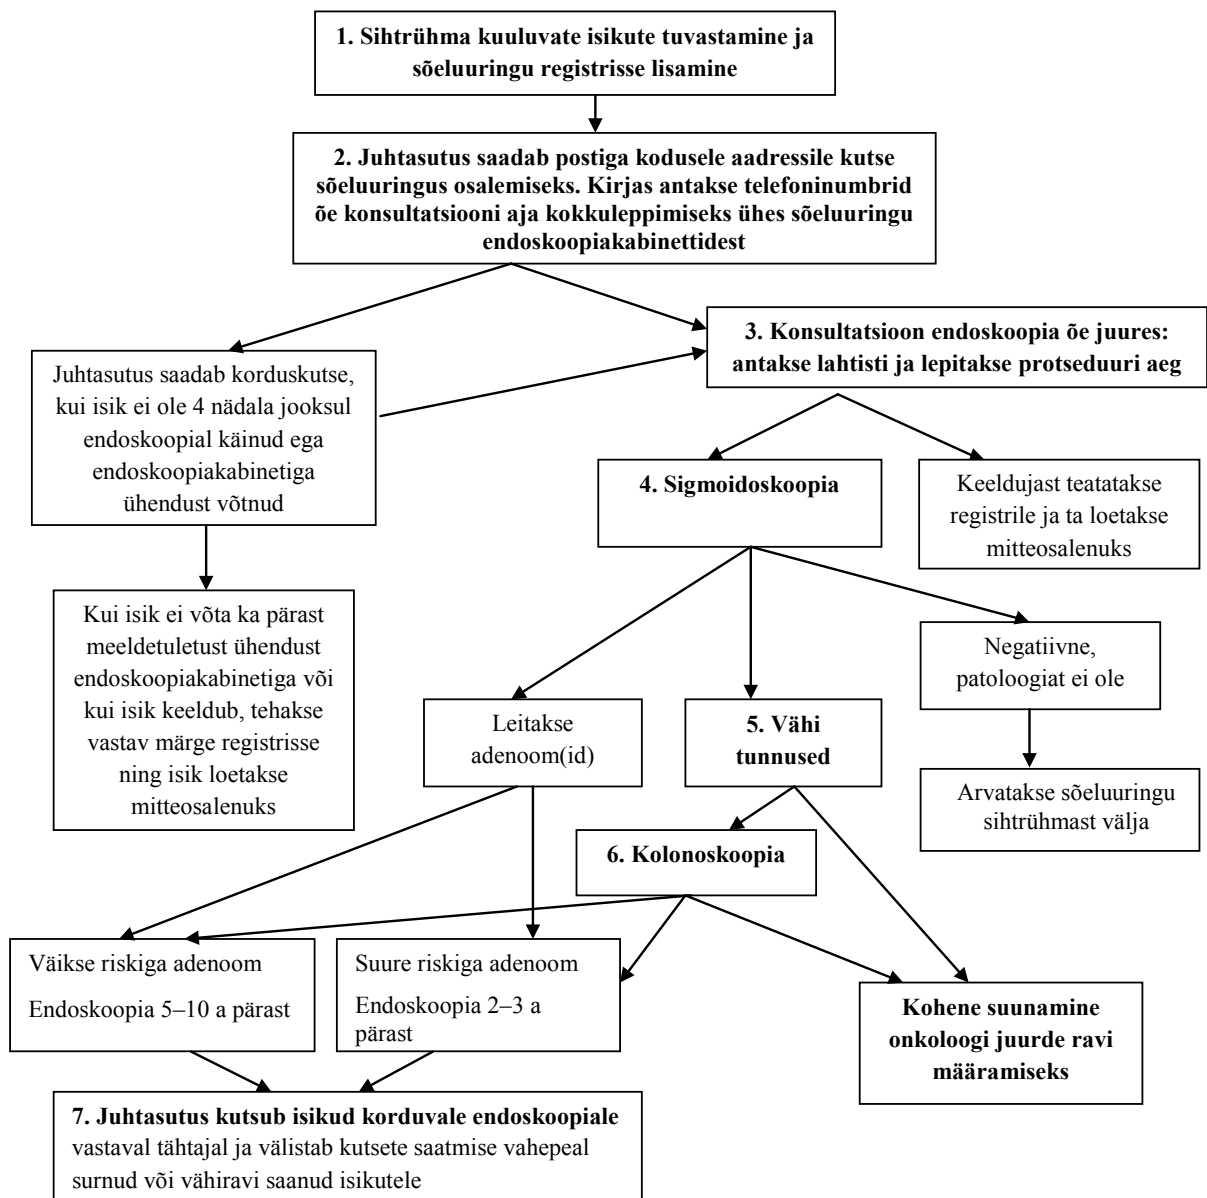 1. Sihtrühma kuuluvate isikute tuvastamine ja
sõeluuringu registrisse lisamine
2. Juhtasutus saadab postiga kodusele aadressile kutse
sõeluuringus osalemiseks. Kirjas antakse telefoninumbrid
õe konsultatsiooni aja kokkuleppimiseks ühes sõeluuringu
endoskoopiakabinettidest
3. Konsultatsioon endoskoopia õe juures:
antakse lahtisti ja lepitakse protseduuri aeg
Juhtasutus saadab korduskutse,
kui isik ei ole 4 nädala jooksul
endoskoopial käinud ega
endoskoopiakabinetiga
ühendust võtnud
4. Sigmoidoskoopia
Keeldujast teatatakse
registrile ja ta loetakse
mitteosalenuks
Kui isik ei võta ka pärast
meeldetuletust ühendust
endoskoopiakabinetiga või
kui isik keeldub, tehakse
vastav märge registrisse
ning isik loetakse
mitteosalenuks
Negatiivne,
patoloogiat ei ole
Leitakse
adenoom(id)
5. Vähi
tunnused
Arvatakse sõeluuringu
sihtrühmast välja
6. Kolonoskoopia
Väikse riskiga adenoom
Endoskoopia 5–10 a pärast
Suure riskiga adenoom
Endoskoopia 2–3 a
pärast
Kohene suunamine
onkoloogi juurde ravi
määramiseks
7. Juhtasutus kutsub isikud korduvale endoskoopiale
vastaval tähtajal ja välistab kutsete saatmise vahepeal
surnud või vähiravi saanud isikutele